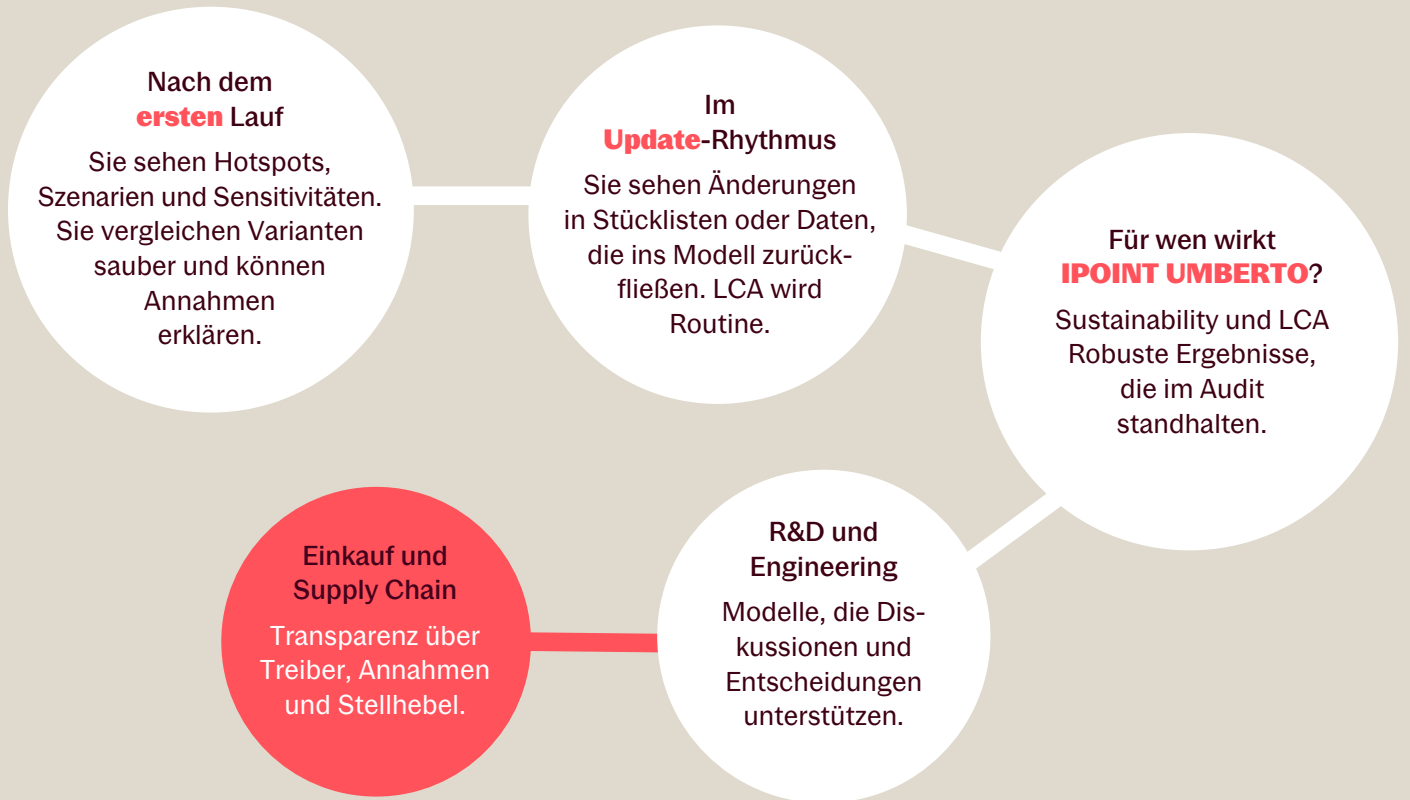 Nach dem
ersten Lauf
Sie sehen Hotspots,
Szenarien und Sensitivitäten.
Sie vergleichen Varianten
sauber und können
Annahmen
erklären.
Im
Update-Rhythmus
Sie sehen Änderungen
in Stücklisten oder Daten,
die ins Modell zurück-
fließen. LCA wird
Routine.
Für wen wirkt
IPOINT UMBERTO?
Sustainability und LCA
Robuste Ergebnisse,
die im Audit
standhalten.
R&D und
Engineering
Modelle, die Dis-
kussionen und
Entscheidungen
unterstützen.
Einkauf und
Supply Chain
Transparenz über
Treiber, Annahmen
und Stellhebel.